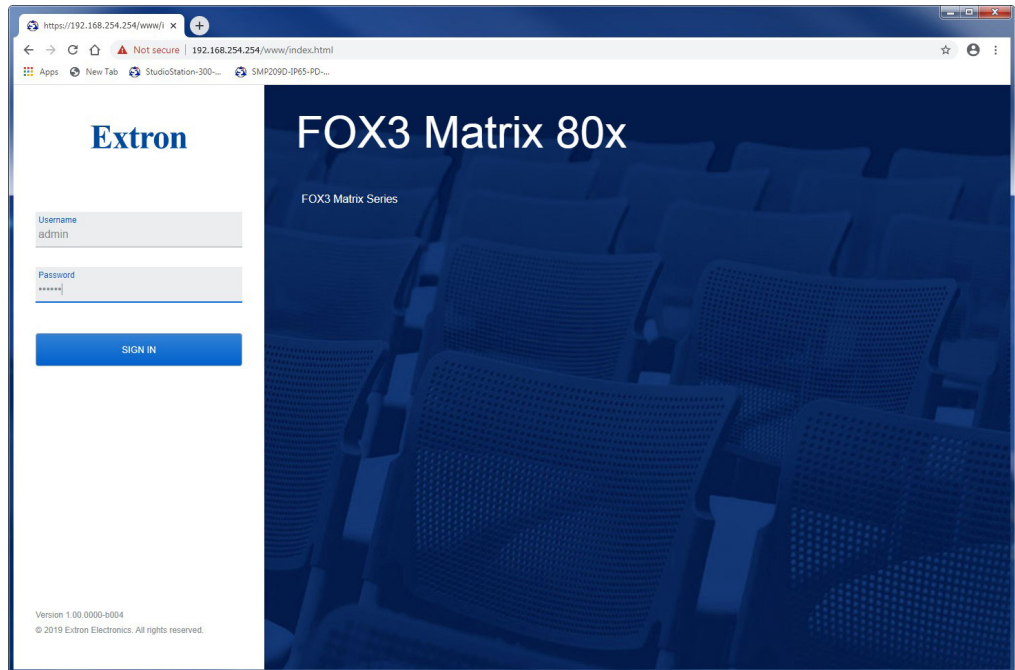 https://192.168.254.254/www/i
Not secure | 192.168.254.254/www/index.html
Apps New Tab StudioStation-300-... SMP209D-IP65-PD-...
Extron
FOX3 Matrix 80x
FOX3 Matrix Series
Username
admin
Password
••••••
SIGN IN
Version 1.00.0000-b004
© 2019 Extron Electronics. All rights reserved.